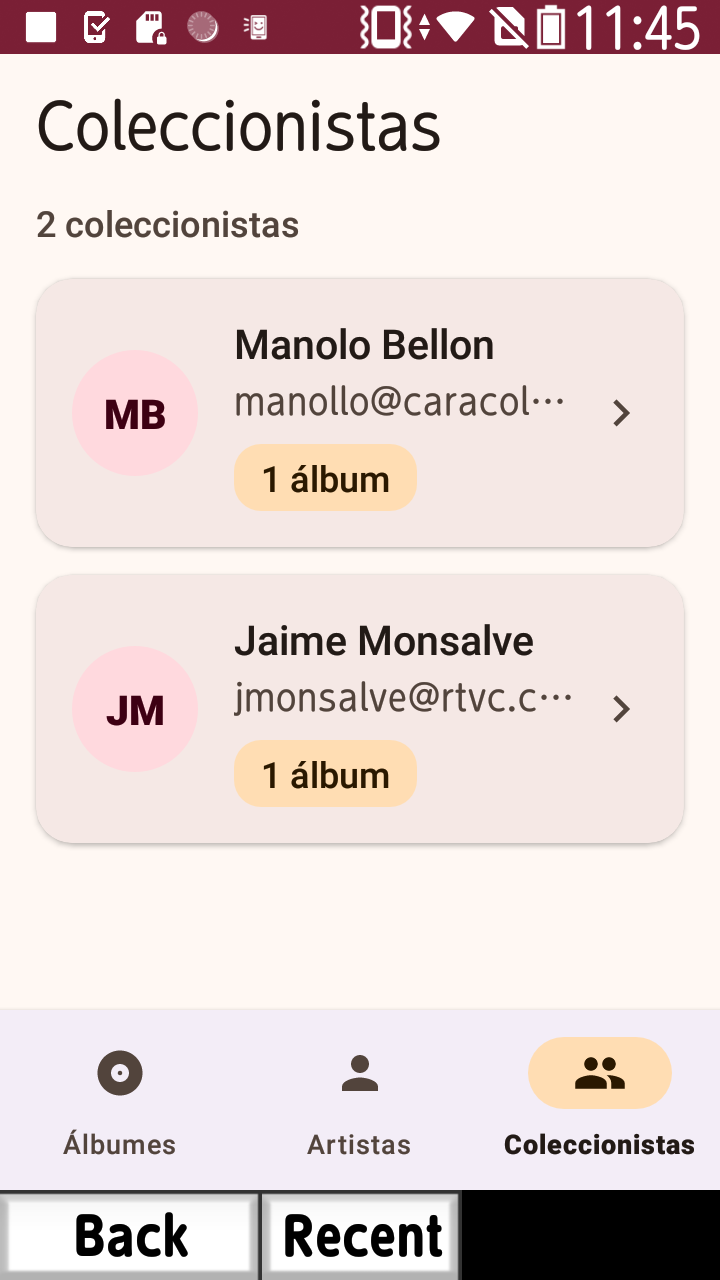 11:45
Coleccionistas
2 coleccionistas
MB
Manolo Bellon
manollo@caracol…
1 álbum
JM
Jaime Monsalve
jmonsalve@rtvc.c…
1 álbum
Álbumes
Artistas
Coleccionistas
Back
Recent